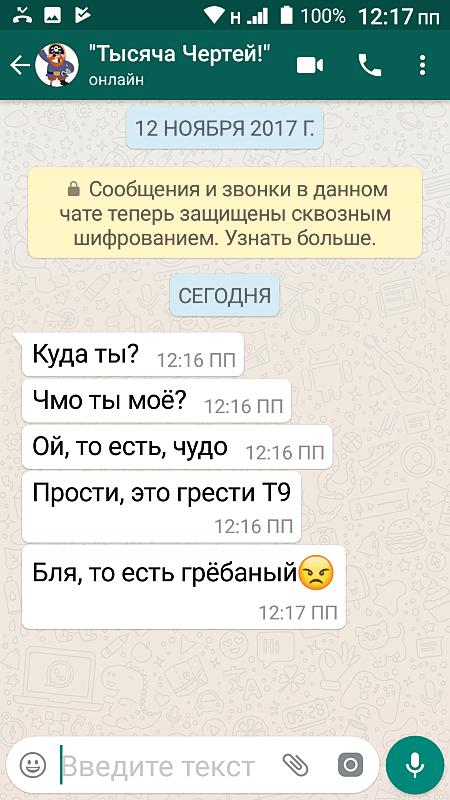 н 100% 12:17 пп
"Тысяча Чертей!"
онлайн
12 НОЯБРЯ 2017 Г.
Сообщения и звонки в данном
чате теперь защищены сквозным
шифрованием. Узнать больше.
СЕГОДНЯ
Куда ты? 12:16 ПП
Чмо ты моё? 12:16 ПП
Ой, то есть, чудо 12:16 ПП
Прости, это грести Т9
12:16 ПП
Бля, то есть грёбаный😠
12:17 ПП
Введите текст